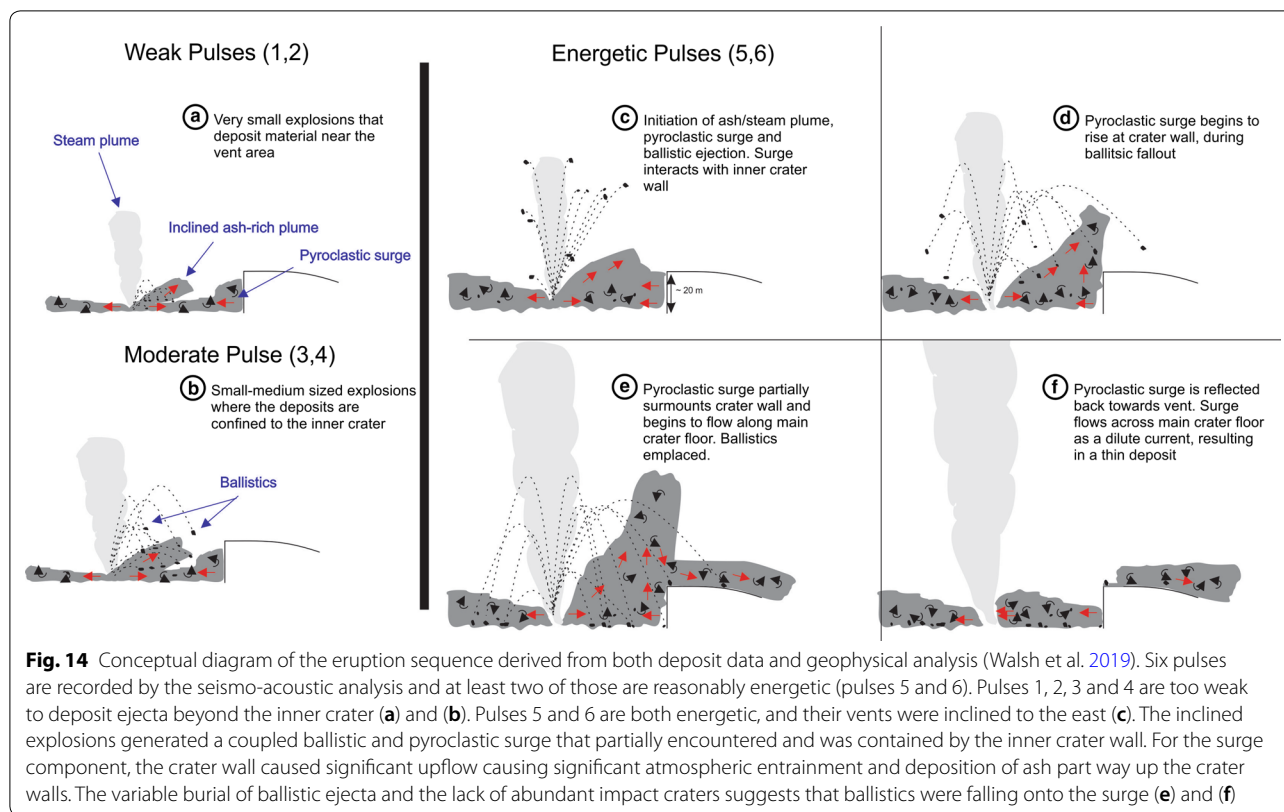 Weak Pulses (1,2)
a
Very small explosions that
deposit material near the
vent area
Steam plume
Inclined ash-rich plume
Pyroclastic surge
Moderate Pulse (3,4)
b
Small-medium sized explosions
where the deposits are
confined to the inner crater
Ballistics
Energetic Pulses (5,6)
c
Initiation of ash/steam plume,
pyroclastic surge and
ballistic ejection. Surge
interacts with inner crater
wall
~ 20 m
d
Pyroclastic surge begins to
rise at crater wall, during
ballitsic fallout
e
Pyroclastic surge partially
surmounts crater wall and
begins to flow along main
crater floor. Ballistics
emplaced.
f
Pyroclastic surge is reflected
back towards vent. Surge
flows across main crater floor
as a dilute current, resulting
in a thin deposit
Fig. 14 Conceptual diagram of the eruption sequence derived from both deposit data and geophysical analysis (Walsh et al. 2019). Six pulses
are recorded by the seismo-acoustic analysis and at least two of those are reasonably energetic (pulses 5 and 6). Pulses 1, 2, 3 and 4 are too weak
to deposit ejecta beyond the inner crater (a) and (b). Pulses 5 and 6 are both energetic, and their vents were inclined to the east (c). The inclined
explosions generated a coupled ballistic and pyroclastic surge that partially encountered and was contained by the inner crater wall. For the surge
component, the crater wall caused significant upflow causing significant atmospheric entrainment and deposition of ash part way up the crater
walls. The variable burial of ballistic ejecta and the lack of abundant impact craters suggests that ballistics were falling onto the surge (e) and (f)